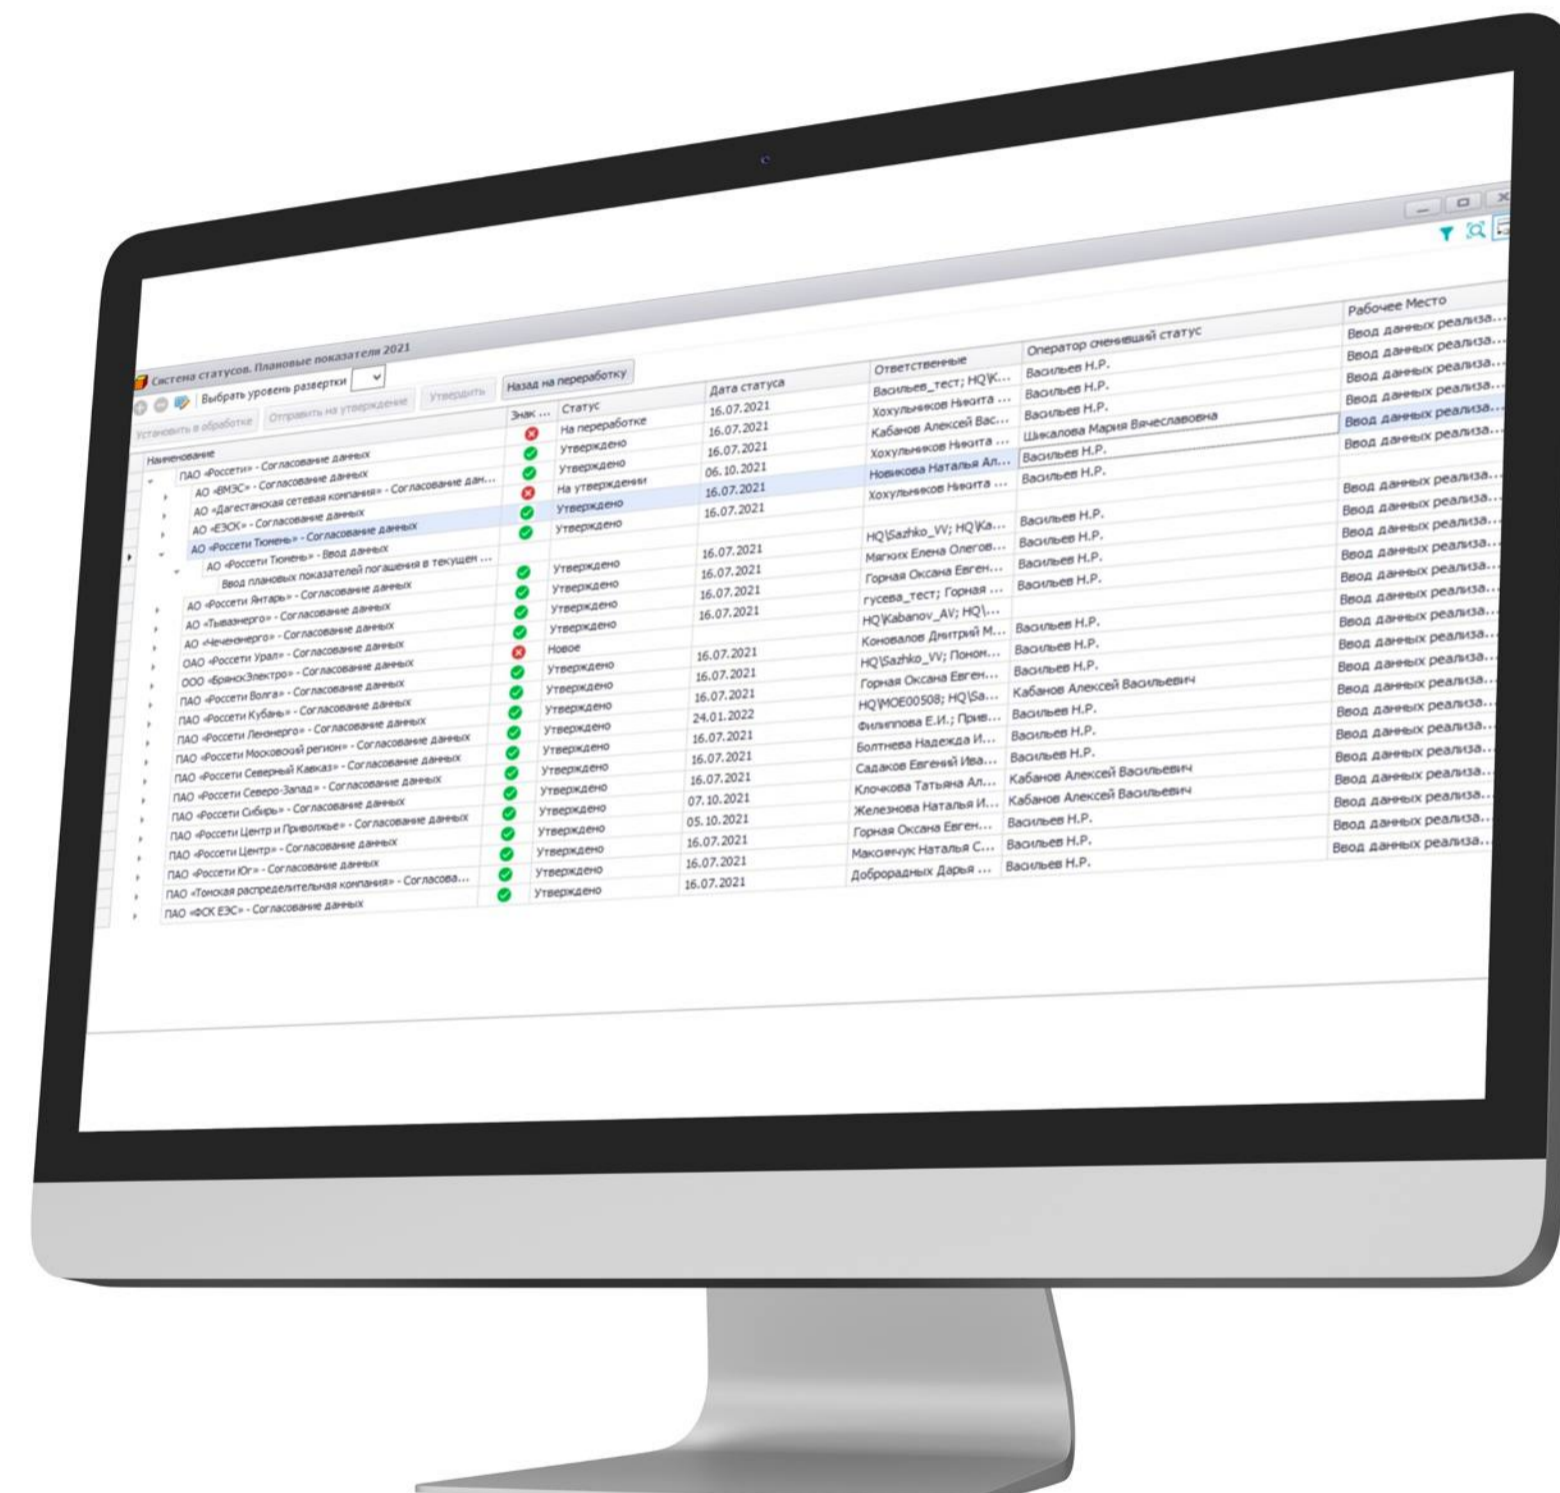 Система статусов. Плановые показатели 2021
Выбрать уровень развертки
Установить в обработке Отправить на утверждение Утвердить Назад на переработку
Наименование Знак ... Статус Дата статуса Ответственные Оператор сменивший статус Рабочее Место
ПАО «Россети» - Согласование данных На переработке 16.07.2021 Васильев_тест; HQ\K... Васильев Н.Р. Ввод данных реализа...
АО «ВМЭС» - Согласование данных Утверждено 16.07.2021 Хохульников Никита ... Васильев Н.Р. Ввод данных реализа...
АО «Дагестанская сетевая компания» - Согласование дан... Утверждено 16.07.2021 Кабанов Алексей Вас... Васильев Н.Р. Ввод данных реализа...
АО «ЕЭСК» - Согласование данных На утверждении 06.10.2021 Хохульников Никита ... Шикалова Мария Вячеславовна Ввод данных реализа...
АО «Россети Тюмень» - Согласование данных Утверждено 16.07.2021 Новикова Наталья Ал... Васильев Н.Р. Ввод данных реализа...
АО «Россети Тюмень» - Ввод данных Утверждено 16.07.2021 Хохульников Никита ... Васильев Н.Р. Ввод данных реализа...
Ввод плановых показателей погашения в текущен ...
АО «Россети Янтарь» - Согласование данных Утверждено 16.07.2021 HQ\Sazhko_VV; HQ\Ka... Васильев Н.Р. Ввод данных реализа...
АО «Тываэнерго» - Согласование данных Утверждено 16.07.2021 Мягких Елена Олегов... Васильев Н.Р. Ввод данных реализа...
АО «Чеченэнерго» - Согласование данных Утверждено 16.07.2021 Горная Оксана Евген... Васильев Н.Р. Ввод данных реализа...
ОАО «Россети Урал» - Согласование данных Утверждено 16.07.2021 гусева_тест; Горная ... Васильев Н.Р. Ввод данных реализа...
ООО «БрянскЭлектро» - Согласование данных Новое HQ\Kabanov_AV; HQ\... Ввод данных реализа...
ПАО «Россети Волга» - Согласование данных Утверждено 16.07.2021 Коновалов Дмитрий М... Васильев Н.Р. Ввод данных реализа...
ПАО «Россети Кубань» - Согласование данных Утверждено 16.07.2021 HQ\Sazhko_VV; Поном... Васильев Н.Р. Ввод данных реализа...
ПАО «Россети Ленэнерго» - Согласование данных Утверждено 16.07.2021 Горная Оксана Евген... Васильев Н.Р. Ввод данных реализа...
ПАО «Россети Московский регион» - Согласование данных Утверждено 24.01.2022 HQ\MOE00508; HQ\Sa... Кабанов Алексей Васильевич Ввод данных реализа...
ПАО «Россети Северный Кавказ» - Согласование данных Утверждено 16.07.2021 Филиппова Е.И.; Прив... Васильев Н.Р. Ввод данных реализа...
ПАО «Россети Северо-Запад» - Согласование данных Утверждено 16.07.2021 Болтнева Надежда И... Васильев Н.Р. Ввод данных реализа...
ПАО «Россети Сибирь» - Согласование данных Утверждено 16.07.2021 Садаков Евгений Ива... Васильев Н.Р. Ввод данных реализа...
ПАО «Россети Центр и Приволжье» - Согласование данных Утверждено 07.10.2021 Клочкова Татьяна Ал... Кабанов Алексей Васильевич Ввод данных реализа...
ПАО «Россети Центр» - Согласование данных Утверждено 05.10.2021 Железнова Наталья И... Кабанов Алексей Васильевич Ввод данных реализа...
ПАО «Россети Юг» - Согласование данных Утверждено 16.07.2021 Горная Оксана Евген... Васильев Н.Р. Ввод данных реализа...
ПАО «Томская распределительная компания» - Согласова... Утверждено 16.07.2021 Максимчук Наталья С... Васильев Н.Р. Ввод данных реализа...
ПАО «ФСК ЕЭС» - Согласование данных Утверждено 16.07.2021 Доброрадных Дарья ... Васильев Н.Р. Ввод данных реализа...